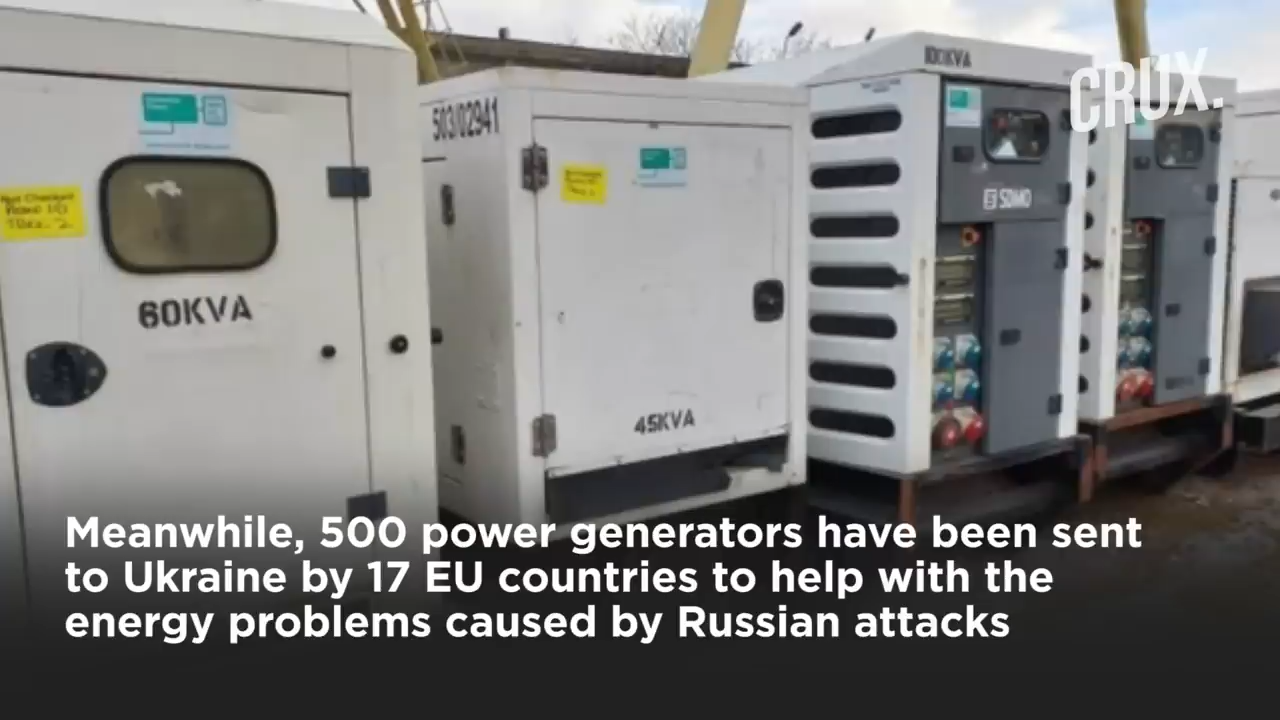 CRUX.
100KVA
503/02941
SDMO
60KVA
45KVA
Meanwhile, 500 power generators have been sent
to Ukraine by 17 EU countries to help with the
energy problems caused by Russian attacks